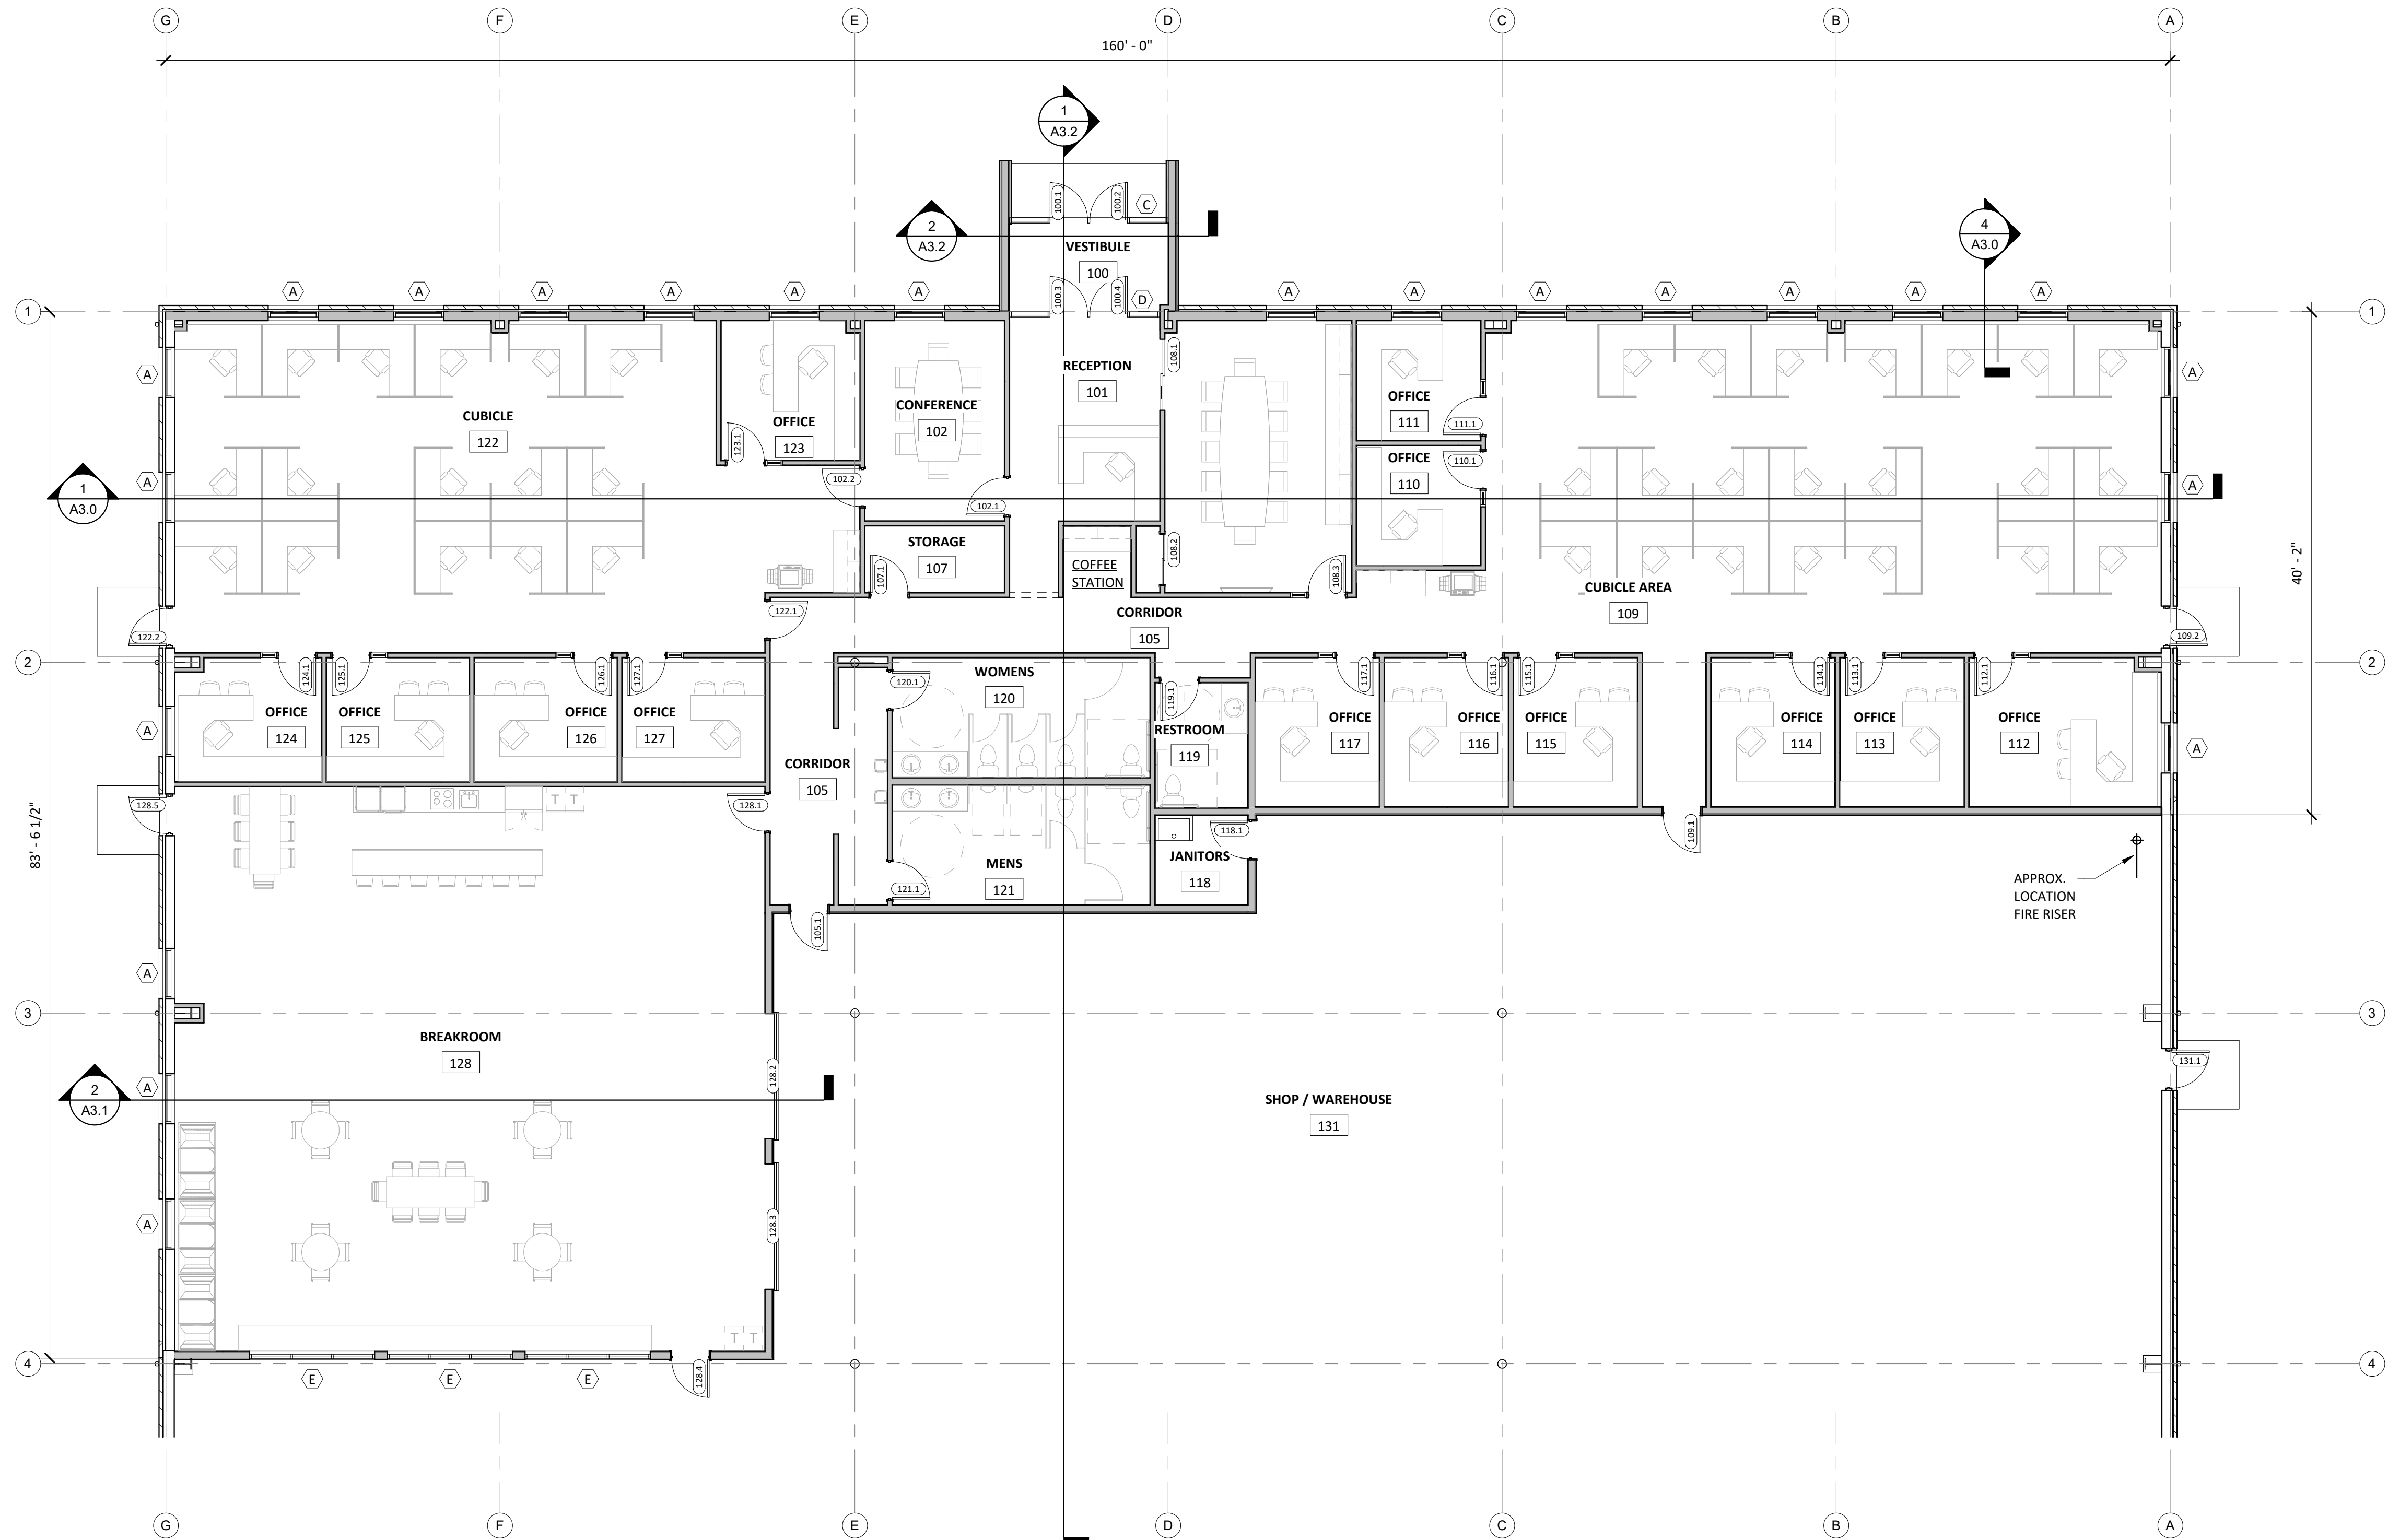 G F E D C B A
160' - 0"
1
A3.2
100.1 100.2 C
2
A3.2
VESTIBULE
100
4
A3.0
100.3 100.4 D
A A A A A A A A A A A A A
1 1
108.1
RECEPTION
101
A A
CONFERENCE
102
OFFICE
111
CUBICLE
122
OFFICE
123
123.1
111.1
OFFICE
110
110.1
102.2
A A
1
A3.0
102.1
STORAGE
107
107.1
108.2
COFFEE
STATION
108.3
40' - 2"
CUBICLE AREA
109
122.1
CORRIDOR
105
122.2
109.2
2 2
124.1 125.1 126.1 127.1
120.1
WOMENS
120
119.1
117.1 116.1 115.1 114.1 113.1 112.1
OFFICE
124
OFFICE
125
OFFICE
126
OFFICE
127
RESTROOM
119
OFFICE
117
OFFICE
116
OFFICE
115
OFFICE
114
OFFICE
113
OFFICE
112
A A
CORRIDOR
105
128.5
128.1
83' - 6 1/2"
118.1
109.1
JANITORS
118
MENS
121
121.1
APPROX.
LOCATION
FIRE RISER
105.1
A
3 3
BREAKROOM
128
128.2
131.1
A
2
A3.1
SHOP / WAREHOUSE
131
A
128.3
T T
T T
4 4
E E E
128.4
G F E D C B A